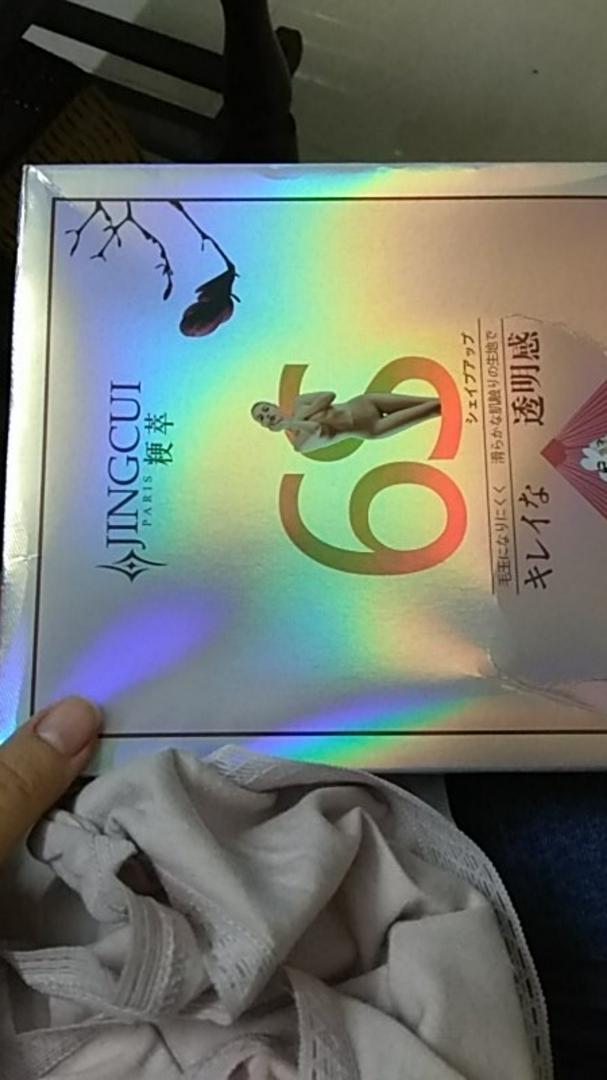 JINGCUI
PARIS 粳萃
65
シェイプアップ
毛玉になりにくく 滑らかな肌触りの生地で
キレイな 透明感